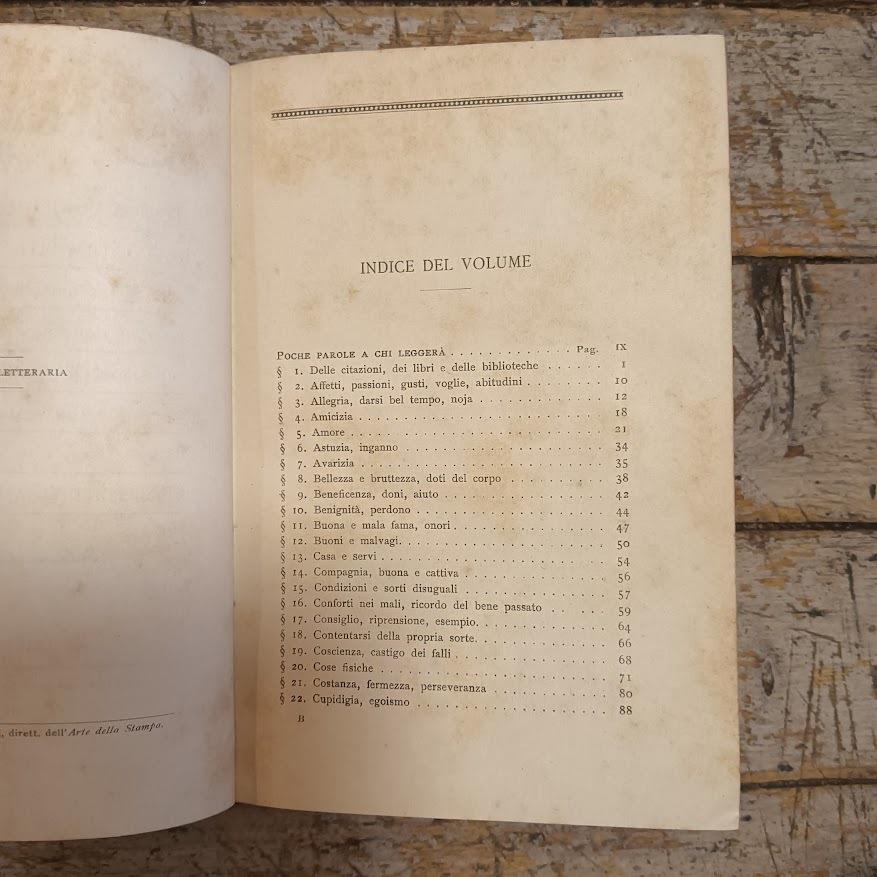 LETTERARIA
dirett. dell'Arte della Stampa.
INDICE DEL VOLUME
POCHE PAROLE A CHI LEGGERÀ . . . . . . . . . . . . Pag. IX
§ 1. Delle citazioni, dei libri e delle biblioteche . . . . . . 1
§ 2. Affetti, passioni, gusti, voglie, abitudini . . . . . . . . 10
§ 3. Allegria, darsi bel tempo, noja . . . . . . . . . . . . . 12
§ 4. Amicizia . . . . . . . . . . . . . . . . . . . . . . . . . 18
§ 5. Amore . . . . . . . . . . . . . . . . . . . . . . . . . 21
§ 6. Astuzia, inganno . . . . . . . . . . . . . . . . . . . . 34
§ 7. Avarizia . . . . . . . . . . . . . . . . . . . . . . . . . 35
§ 8. Bellezza e bruttezza, doti del corpo . . . . . . . . . . 38
§ 9. Beneficenza, doni, aiuto . . . . . . . . . . . . . . . . 42
§ 10. Benignità, perdono . . . . . . . . . . . . . . . . . . . 44
§ 11. Buona e mala fama, onori . . . . . . . . . . . . . . . 47
§ 12. Buoni e malvagi. . . . . . . . . . . . . . . . . . . . . 50
§ 13. Casa e servi . . . . . . . . . . . . . . . . . . . . . . . 54
§ 14. Compagnia, buona e cattiva . . . . . . . . . . . . . . 56
§ 15. Condizioni e sorti disuguali . . . . . . . . . . . . . . 57
§ 16. Conforti nei mali, ricordo del bene passato . . . . . . 59
§ 17. Consiglio, riprensione, esempio. . . . . . . . . . . . . 64
§ 18. Contentarsi della propria sorte. . . . . . . . . . . . . 66
§ 19. Coscienza, castigo dei falli . . . . . . . . . . . . . . . 68
§ 20. Cose fisiche . . . . . . . . . . . . . . . . . . . . . . . 71
§ 21. Costanza, fermezza, perseveranza . . . . . . . . . . . 80
§ 22. Cupidigia, egoismo . . . . . . . . . . . . . . . . . . . 88
B